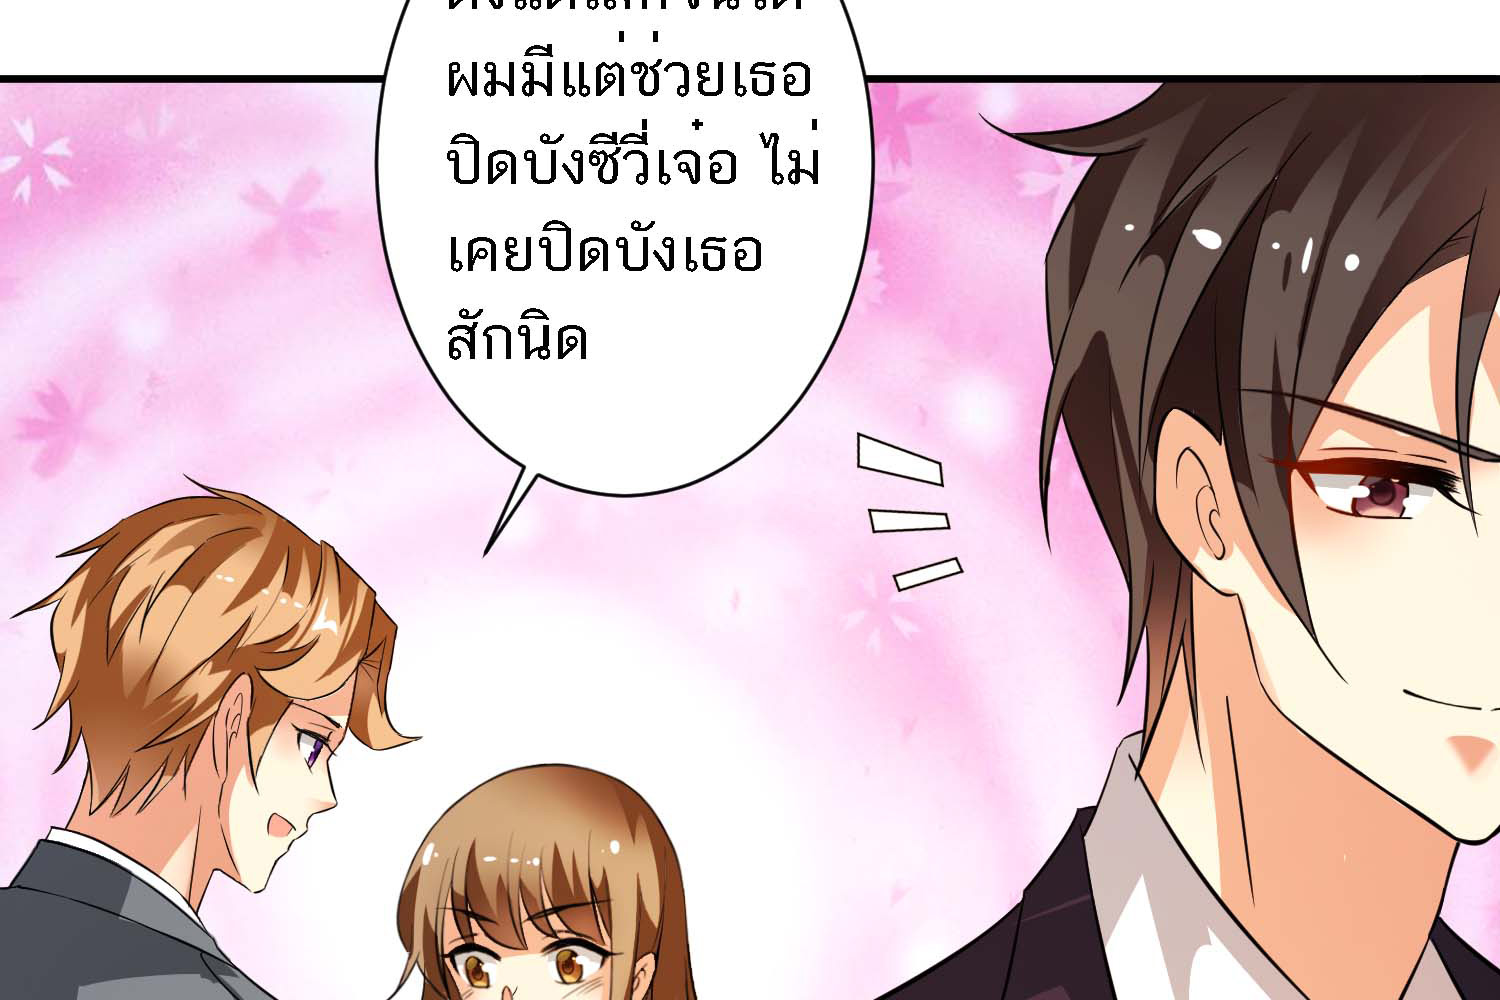 ผมมีแต่ช่วยเธอ
ปิดบังซีวี่เจ๋อ ไม่
เคยปิดบังเธอ
สักนิด